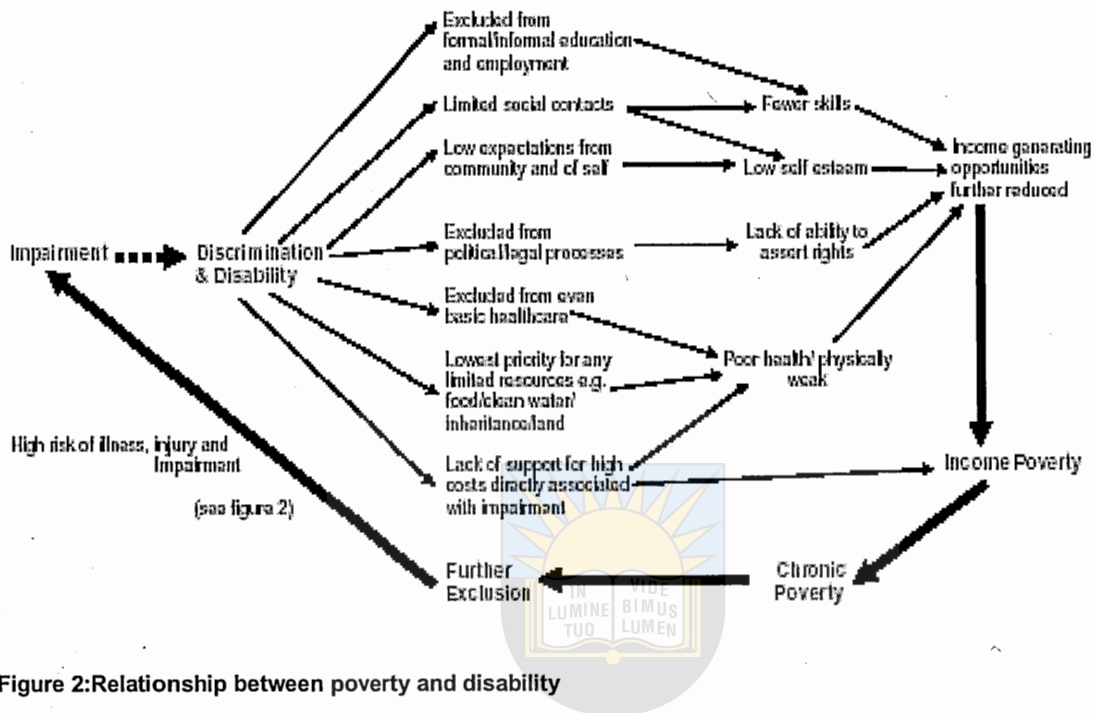 Excluded from
formal/informal education
and employment
Limited social contacts
Fewer skills
Low expectations from
community and of self
Low self esteem
Income generating
opportunities
further reduced
Impairment
Discrimination
& Disability
Excluded from
political/legal processes
Lack of ability to
assert rights
Excluded from even
basic healthcare
Lowest priority for any
limited resources e.g.
food/clean water/
inheritance/land
Poor health/ physically
weak
High risk of illness, injury and
Impairment
(see figure 2)
Lack of support for high
costs directly associated
with impairment
Income Poverty
Further
Exclusion
Chronic
Poverty
IN
LUMINE
TUO
VIDE
BIMUS
LUMEN
Figure 2:Relationship between poverty and disability